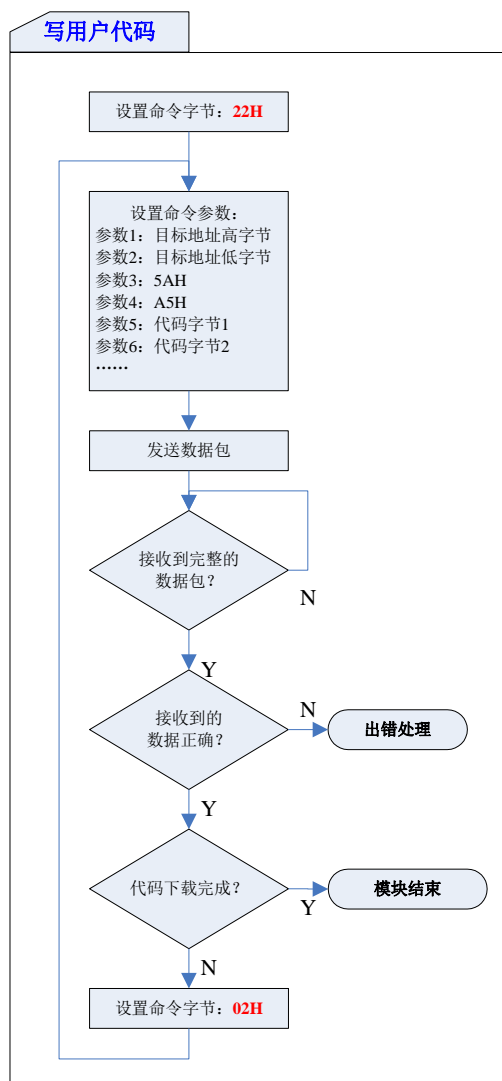 写用户代码
设置命令字节：22H
设置命令参数：
参数1：目标地址高字节
参数2：目标地址低字节
参数3：5AH
参数4：A5H
参数5：代码字节1
参数6：代码字节2
……
发送数据包
接收到完整的
数据包？
N
Y
接收到的
数据正确？
N
出错处理
Y
代码下载完成？
Y
模块结束
N
设置命令字节：02H